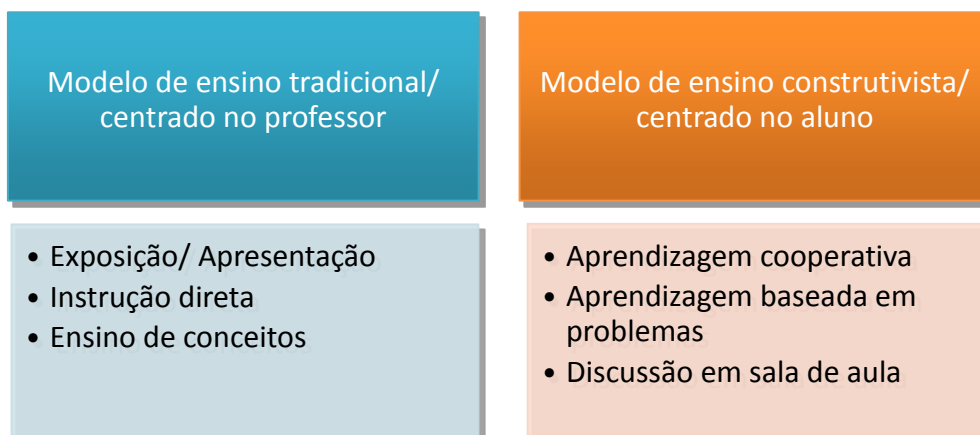 Modelo de ensino tradicional/
centrado no professor
• Exposição/ Apresentação
• Instrução direta
• Ensino de conceitos
Modelo de ensino construtivista/
centrado no aluno
• Aprendizagem cooperativa
• Aprendizagem baseada em
problemas
• Discussão em sala de aula